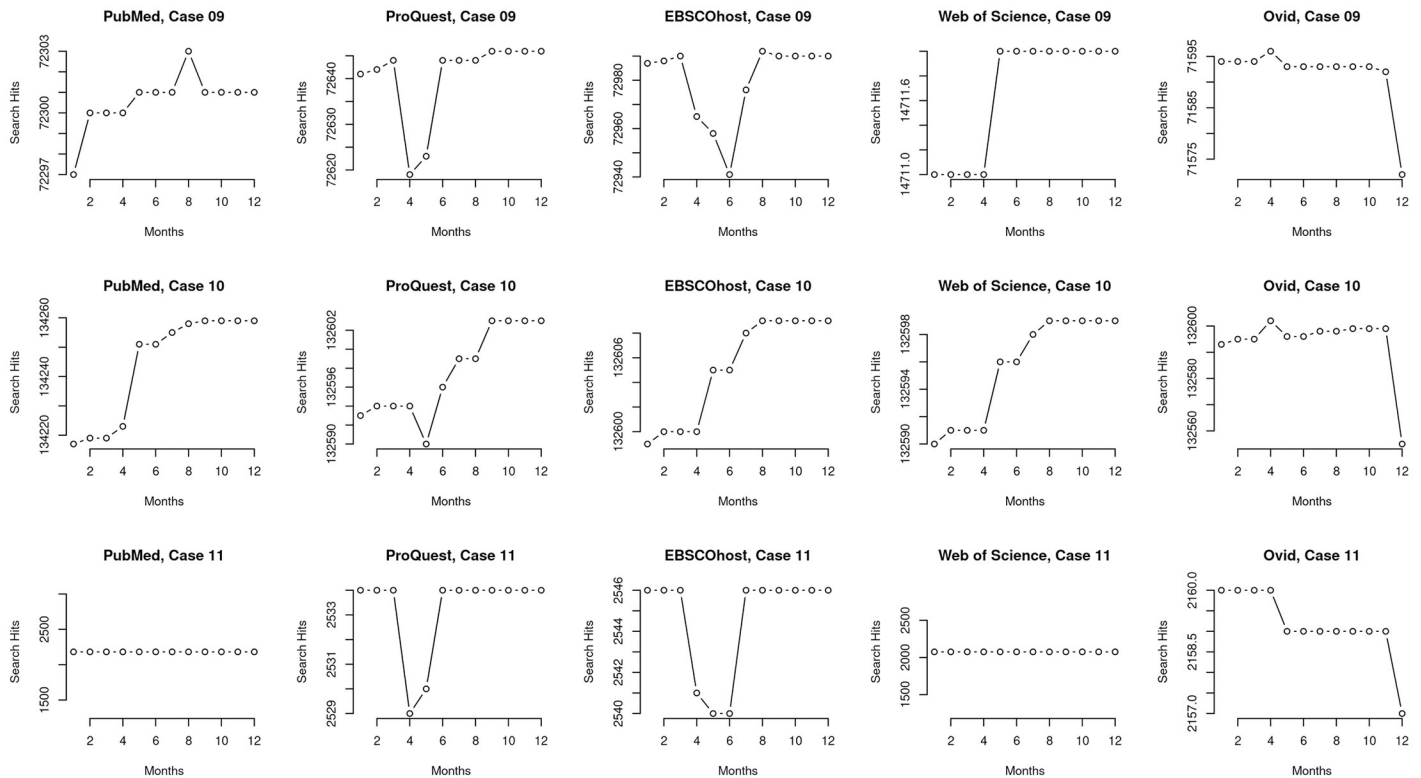 PubMed, Case 09
Search Hits
72297 72300 72303
2 4 6 8 10 12
Months
ProQuest, Case 09
Search Hits
72620 72630 72640
2 4 6 8 10 12
Months
EBSCOhost, Case 09
Search Hits
72940 72960 72980
2 4 6 8 10 12
Months
Web of Science, Case 09
Search Hits
14711.0 14711.6
2 4 6 8 10 12
Months
Ovid, Case 09
Search Hits
71575 71585 71595
2 4 6 8 10 12
Months
PubMed, Case 10
Search Hits
134220 134240 134260
2 4 6 8 10 12
Months
ProQuest, Case 10
Search Hits
132590 132596 132602
2 4 6 8 10 12
Months
EBSCOhost, Case 10
Search Hits
132600 132606
2 4 6 8 10 12
Months
Web of Science, Case 10
Search Hits
132590 132594 132598
2 4 6 8 10 12
Months
Ovid, Case 10
Search Hits
132560 132580 132600
2 4 6 8 10 12
Months
PubMed, Case 11
Search Hits
1500 2500
2 4 6 8 10 12
Months
ProQuest, Case 11
Search Hits
2529 2531 2533
2 4 6 8 10 12
Months
EBSCOhost, Case 11
Search Hits
2540 2542 2544 2546
2 4 6 8 10 12
Months
Web of Science, Case 11
Search Hits
1500 2000 2500
2 4 6 8 10 12
Months
Ovid, Case 11
Search Hits
2157.0 2158.5 2160.0
2 4 6 8 10 12
Months